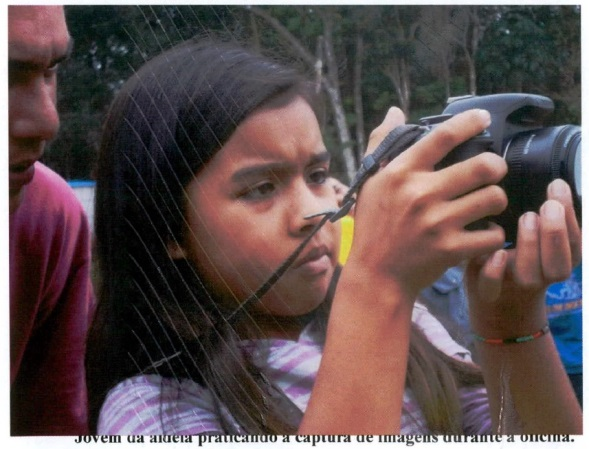 Jovem da aldeia praticando a captura de imagens durante a oficina.